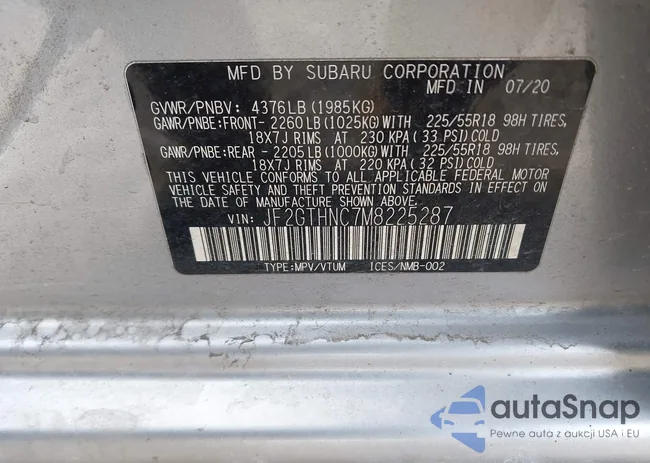 MFD BY SUBARU CORPORATION
MFD IN 07/20
GVWR/PNBV: 4376LB (1985KG)
GAWR/PNBE: FRONT- 2260LB (1025KG) WITH 225/55R18 98H TIRES,
18X7J RIMS AT 230 KPA (33 PSI) COLD
GAWR/PNBE: REAR - 2205LB (1000KG) WITH 225/55R18 98H TIRES,
18X7J RIMS AT 220 KPA (32 PSI) COLD
THIS VEHICLE CONFORMS TO ALL APPLICABLE FEDERAL MOTOR
VEHICLE SAFETY AND THEFT PREVENTION STANDARDS IN EFFECT ON
THE DATE OF MANUFACTURE SHOWN ABOVE.
VIN: JF2GTHNC7M8225287
TYPE:MPV/VTUM ICES/NMB-002
autaSnap
Pewne auta z aukcji USA i EU